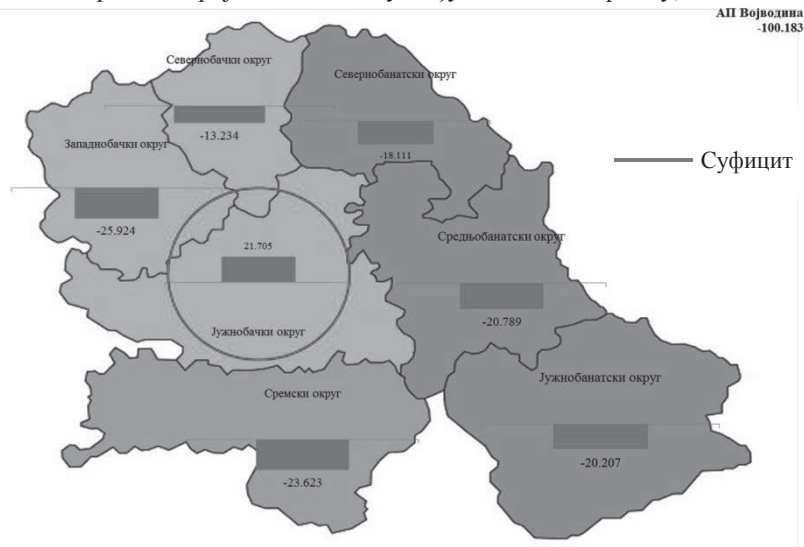 АП Војводина
-100.183
Севернобачки округ
-13.234
Севернобанатски округ
-18.111
Западнобачки округ
-25.924
Суфицит
21.705
Јужнобачки округ
Средњобанатски округ
-20.789
Сремски округ
-23.623
Јужнобанатски округ
-20.207